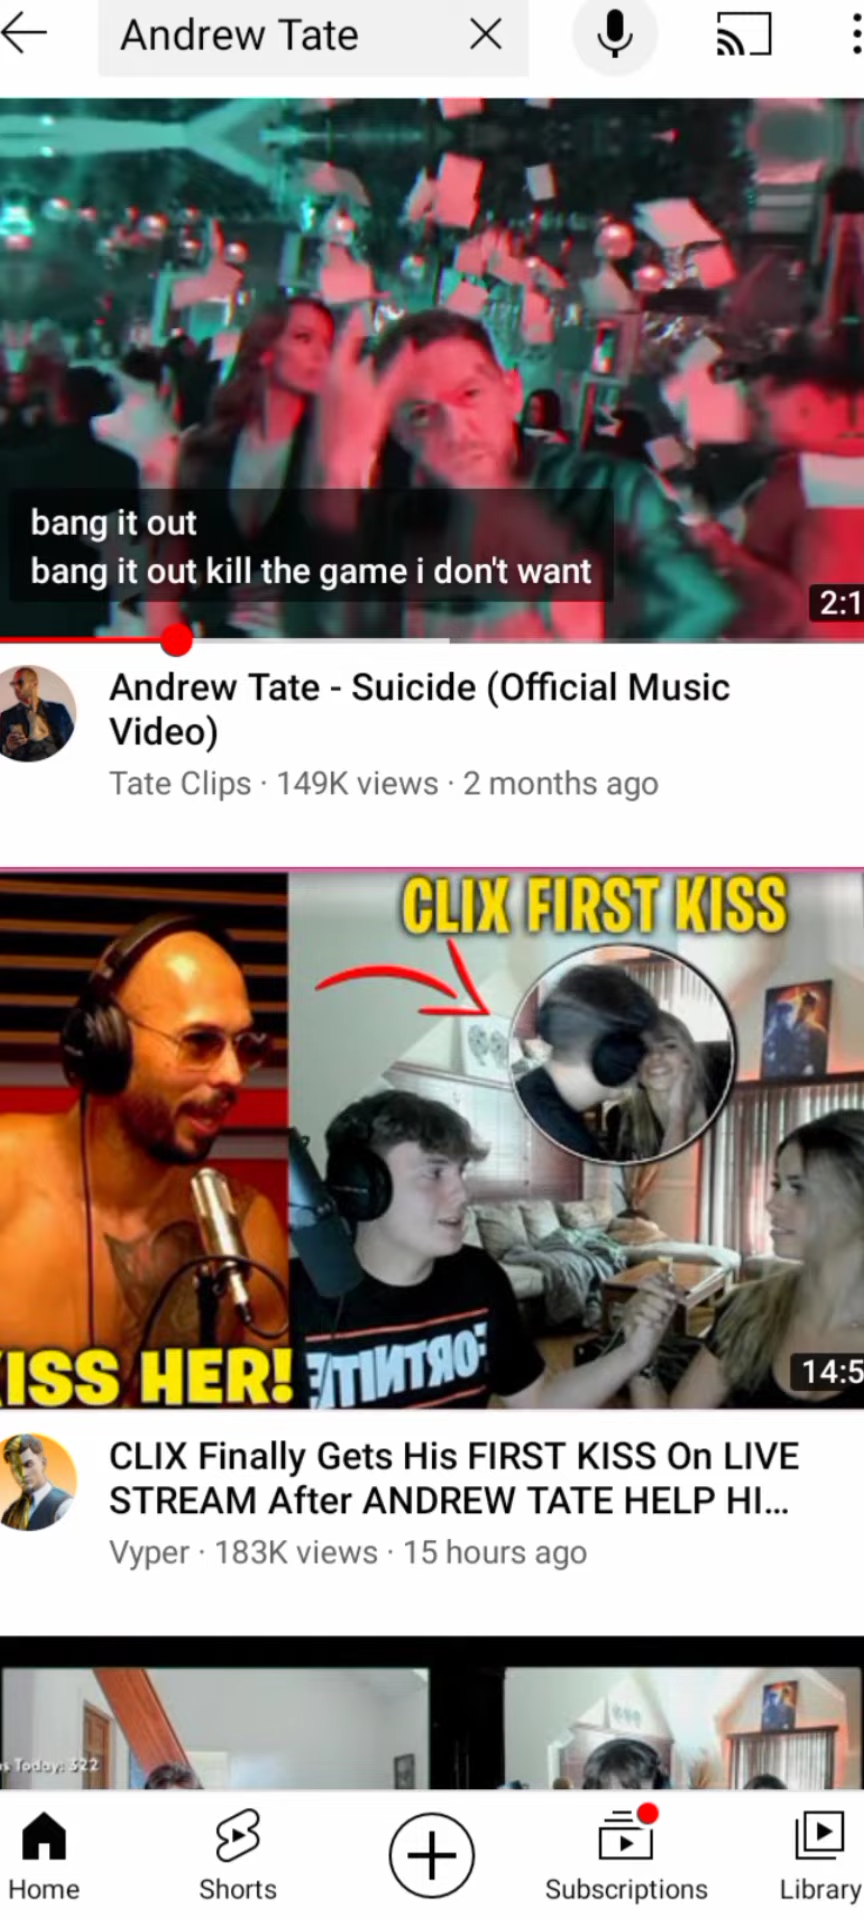 Andrew Tate
bang it out
bang it out kill the game i don't want
2:1
Andrew Tate - Suicide (Official Music
Video)
Tate Clips · 149K views · 2 months ago
CLIX FIRST KISS
ISS HER!
FORTNITE
14:5
CLIX Finally Gets His FIRST KISS On LIVE
STREAM After ANDREW TATE HELP HI...
Vyper · 183K views · 15 hours ago
s Today: 322
Home
Shorts
Subscriptions
Library